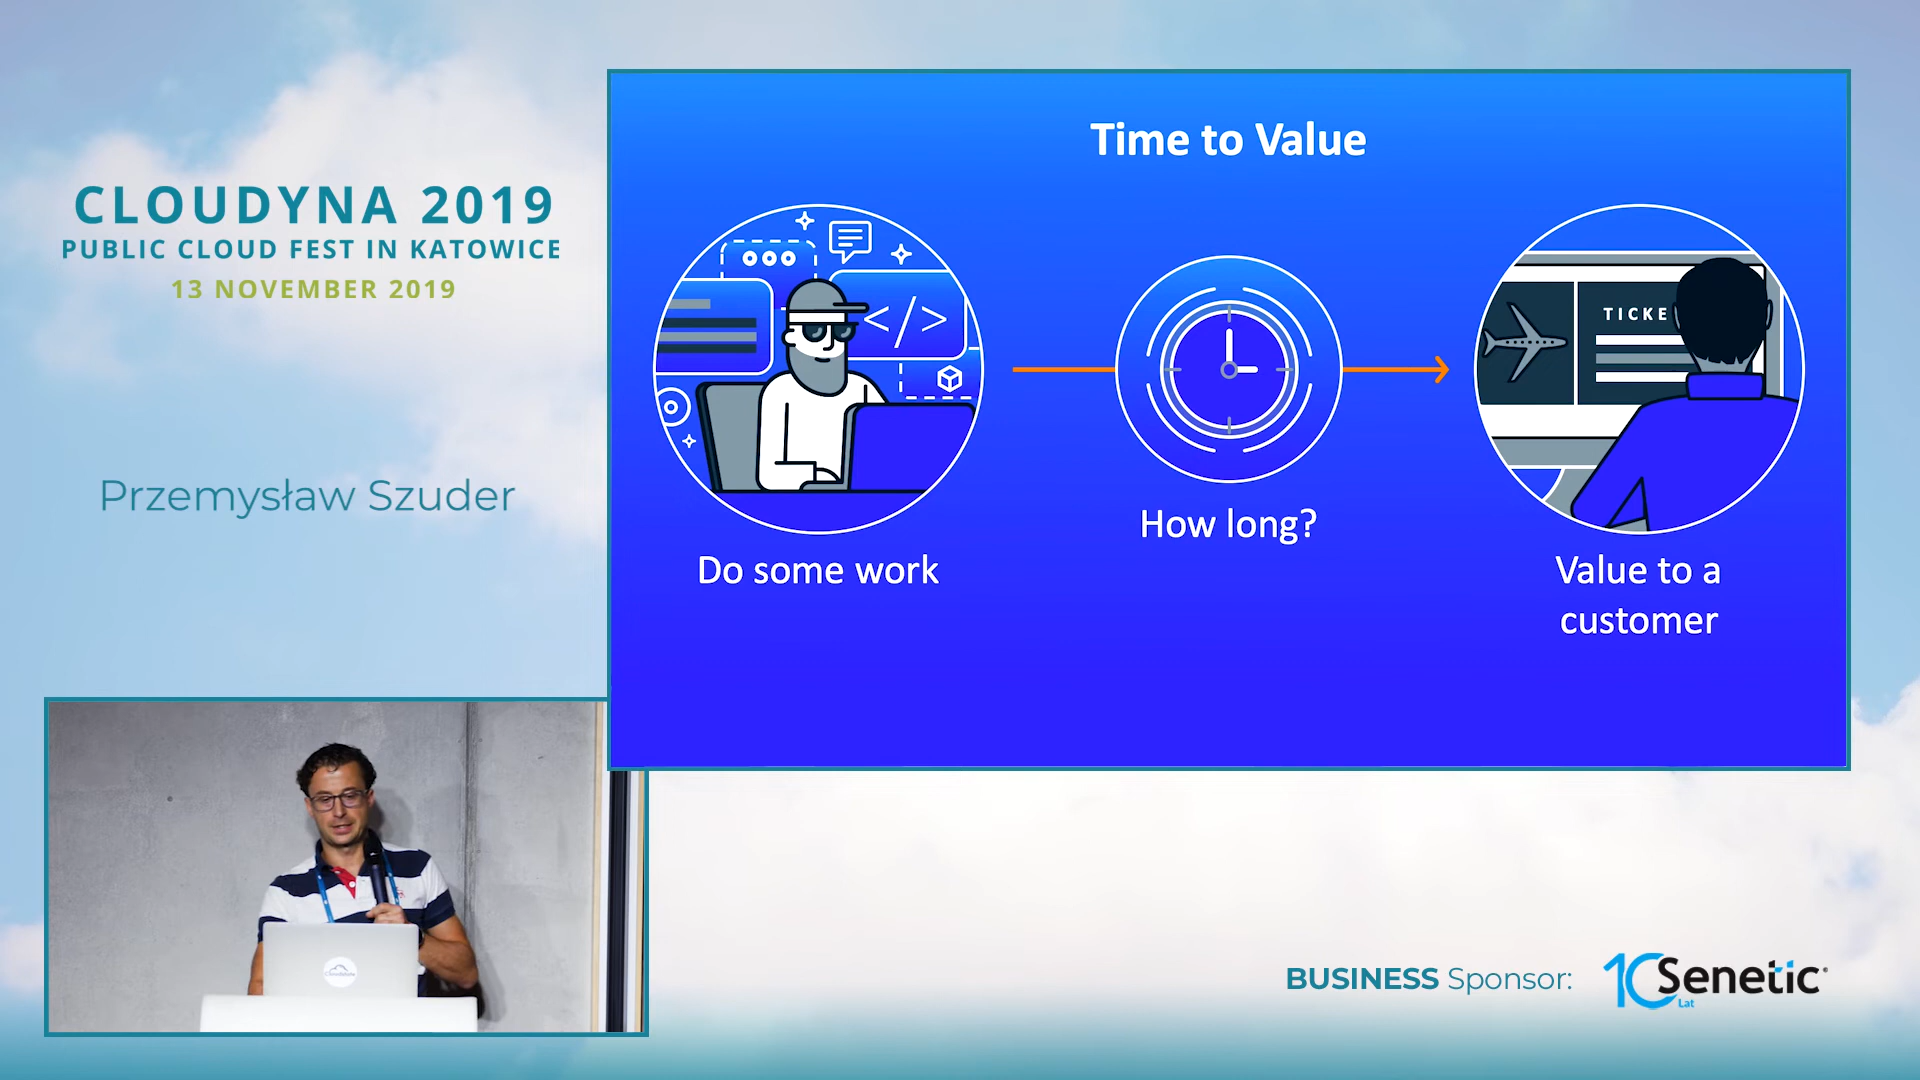 CLOUDYNA 2019
PUBLIC CLOUD FEST IN KATOWICE
13 NOVEMBER 2019
Przemysław Szuder
Time to Value
</>
TICKE
How long?
Do some work
Value to a
customer
BUSINESS Sponsor:
10 Senetic
Lat